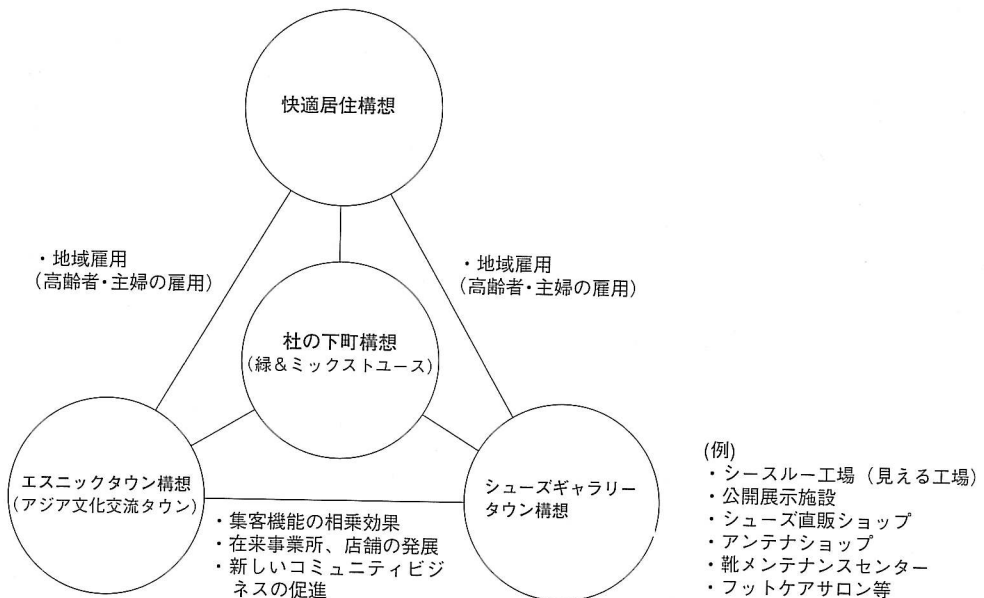 快適居住構想
・地域雇用
（高齢者・主婦の雇用）
・地域雇用
（高齢者・主婦の雇用）
杜の下町構想
（緑＆ミックストユース）
エスニックタウン構想
（アジア文化交流タウン）
シューズギャラリー
タウン構想
・集客機能の相乗効果
・在来事業所、店舗の発展
・新しいコミュニティビジ
ネスの促進
(例)
・シースルー工場（見える工場）
・公開展示施設
・シューズ直販ショップ
・アンテナショップ
・靴メンテナンスセンター
・フットケアサロン等